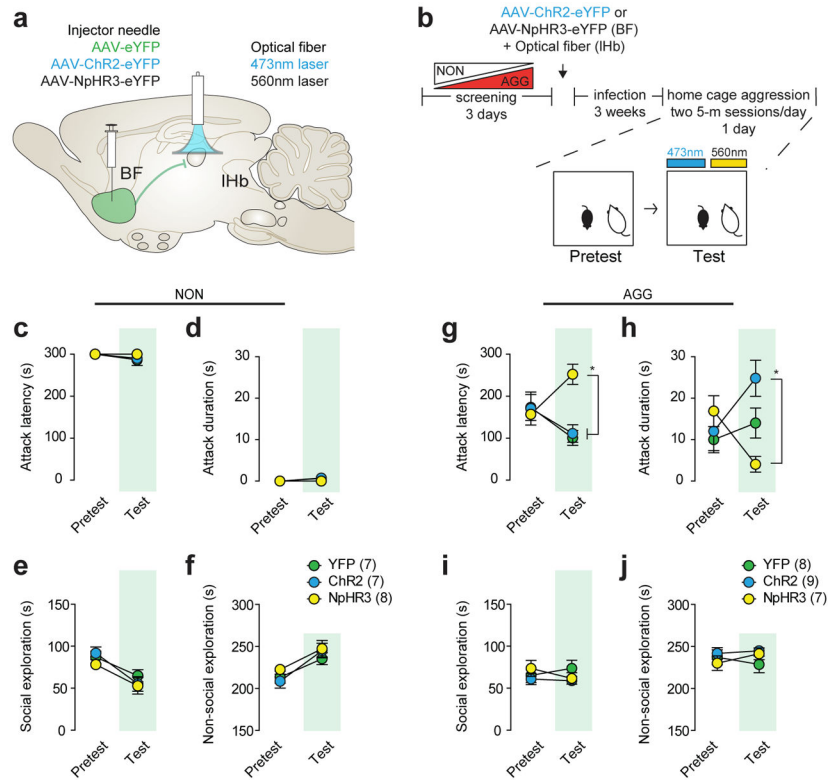 a
Injector needle
AAV-eYFP
AAV-ChR2-eYFP
AAV-NpHR3-eYFP
Optical fiber
473nm laser
560nm laser
BF
lHb
b
AAV-ChR2-eYFP or
AAV-NpHR3-eYFP (BF)
+ Optical fiber (lHb)
NON
AGG
screening
3 days
infection
3 weeks
home cage aggression
two 5-m sessions/day
1 day
473nm
560nm
Pretest
Test
NON
c
Attack latency (s)
300
200
100
0
Pretest
Test
d
Attack duration (s)
30
20
10
0
Pretest
Test
e
Social exploration (s)
150
100
50
0
Pretest
Test
f
YFP (7)
ChR2 (7)
NpHR3 (8)
Non-social exploration (s)
300
250
200
150
Pretest
Test
AGG
g
Attack latency (s)
300
200
100
0
*
Pretest
Test
h
Attack duration (s)
30
20
10
0
*
Pretest
Test
i
Social exploration (s)
150
100
50
0
Pretest
Test
j
YFP (8)
ChR2 (9)
NpHR3 (7)
Non-social exploration (s)
300
250
200
150
Pretest
Test